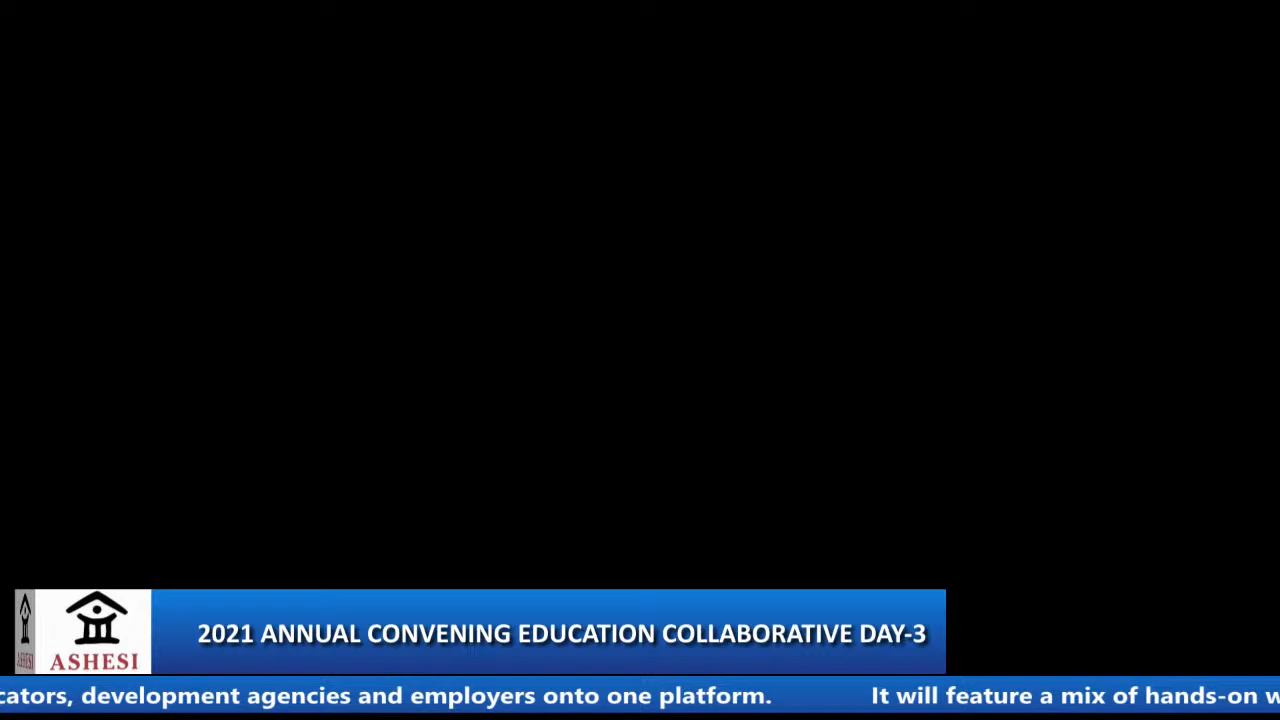 2021 ANNUAL CONVENING EDUCATION COLLABORATIVE DAY-3
ASHESI
ASHESI
development agencies and employers onto one platform. It will feature a mix of hands-on